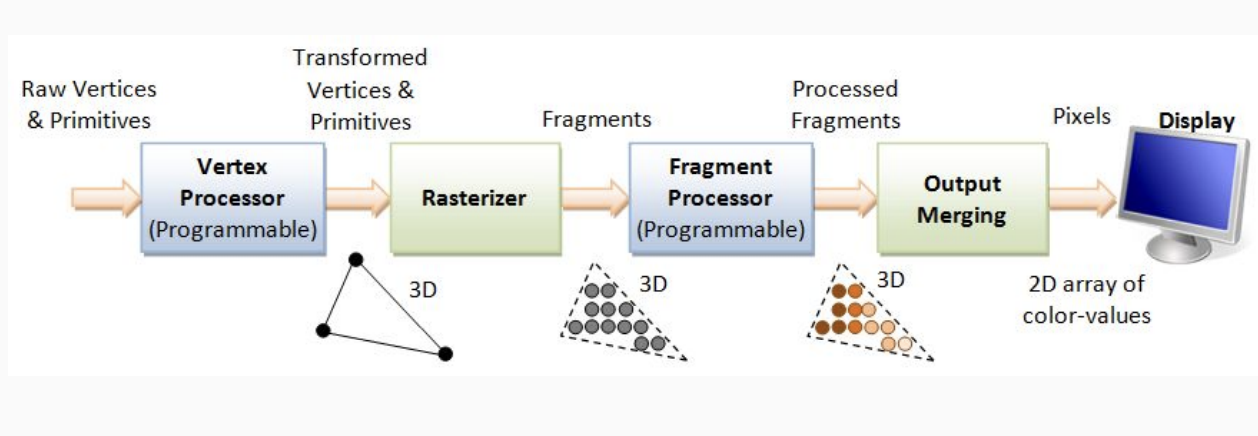 Raw Vertices
& Primitives
Transformed
Vertices &
Primitives
Fragments
Processed
Fragments
Pixels
Display
Vertex
Processor
(Programmable)
Rasterizer
Fragment
Processor
(Programmable)
Output
Merging
3D
3D
3D
2D array of
color-values